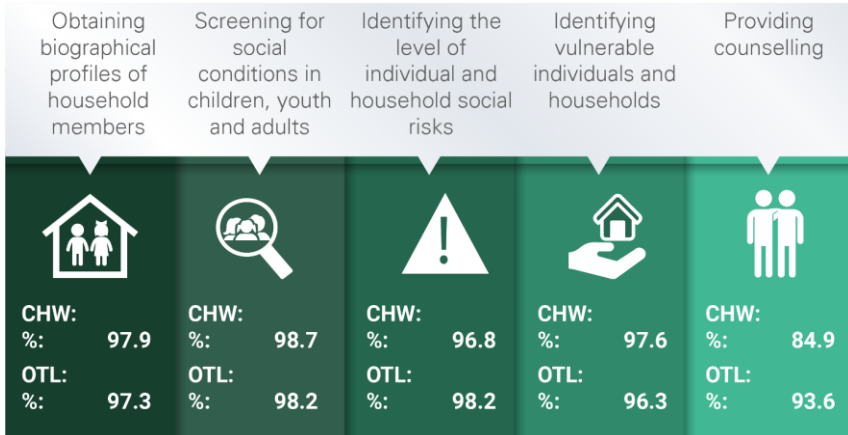 Obtaining
biographical
profiles of
household
members
Screening for
social
conditions in
children, youth
and adults
Identifying the
level of
individual and
household social
risks
Identifying
vulnerable
individuals and
households
Providing
counselling
CHW:
%: 97.9
OTL:
%: 97.3
CHW:
%: 98.7
OTL:
%: 98.2
CHW:
%: 96.8
OTL:
%: 98.2
CHW:
%: 97.6
OTL:
%: 96.3
CHW:
%: 84.9
OTL:
%: 93.6